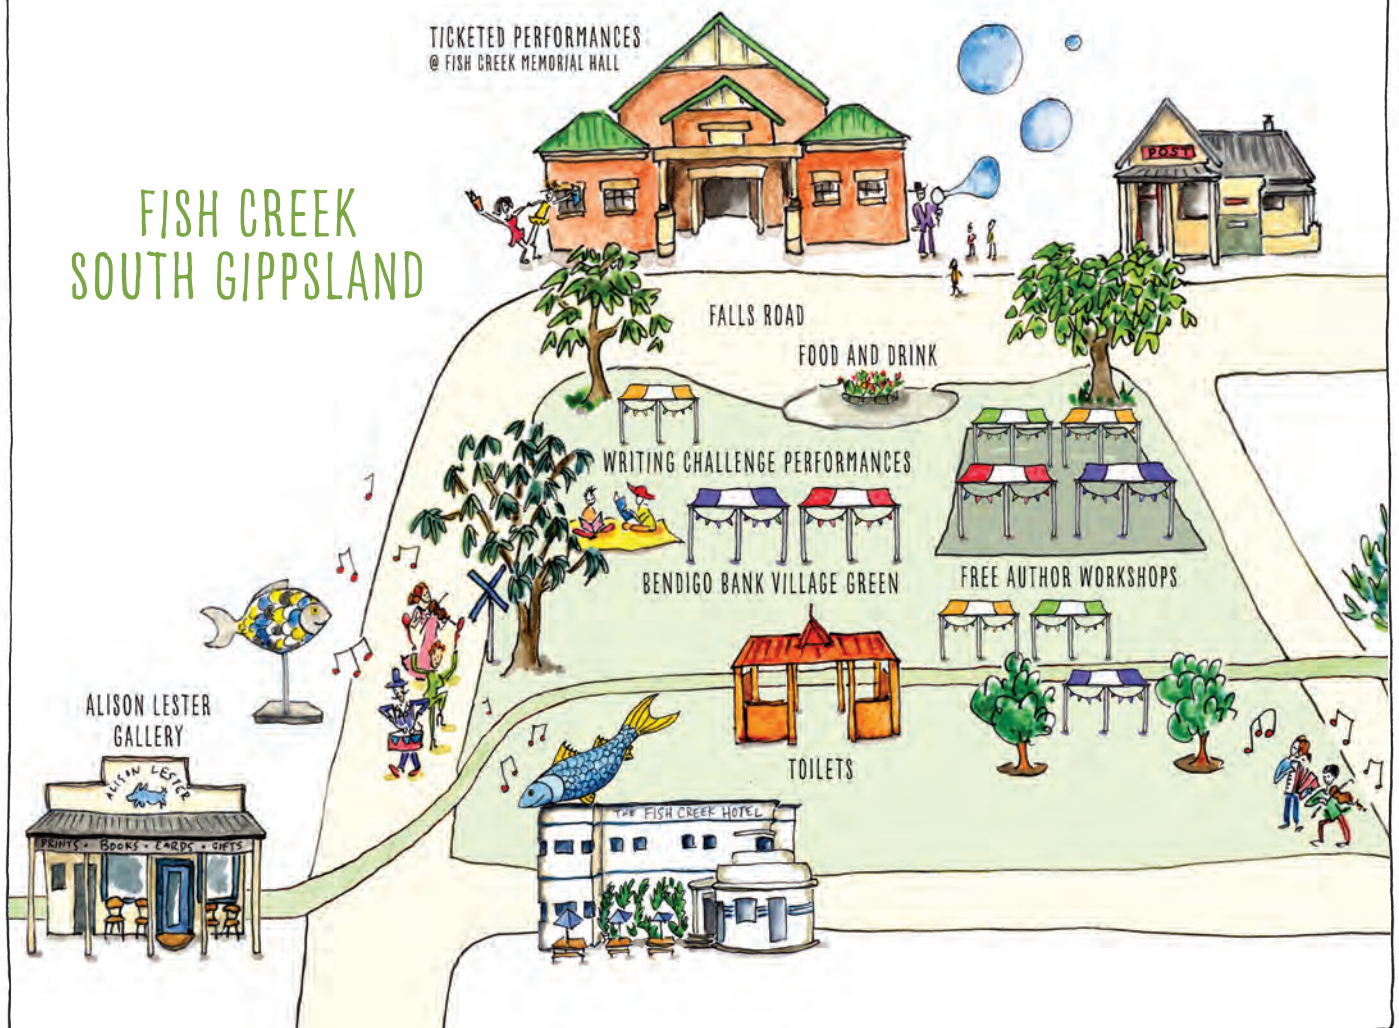 TICKETED PERFORMANCES
@ FISH CREEK MEMORIAL HALL
POST
FISH CREEK
SOUTH GIPPSLAND
FALLS ROAD
FOOD AND DRINK
WRITING CHALLENGE PERFORMANCES
BENDIGO BANK VILLAGE GREEN
FREE AUTHOR WORKSHOPS
ALISON LESTER
GALLERY
ALISON LESTER
PRINTS • BOOKS • CARDS • GIFTS
TOILETS
THE FISH CREEK HOTEL